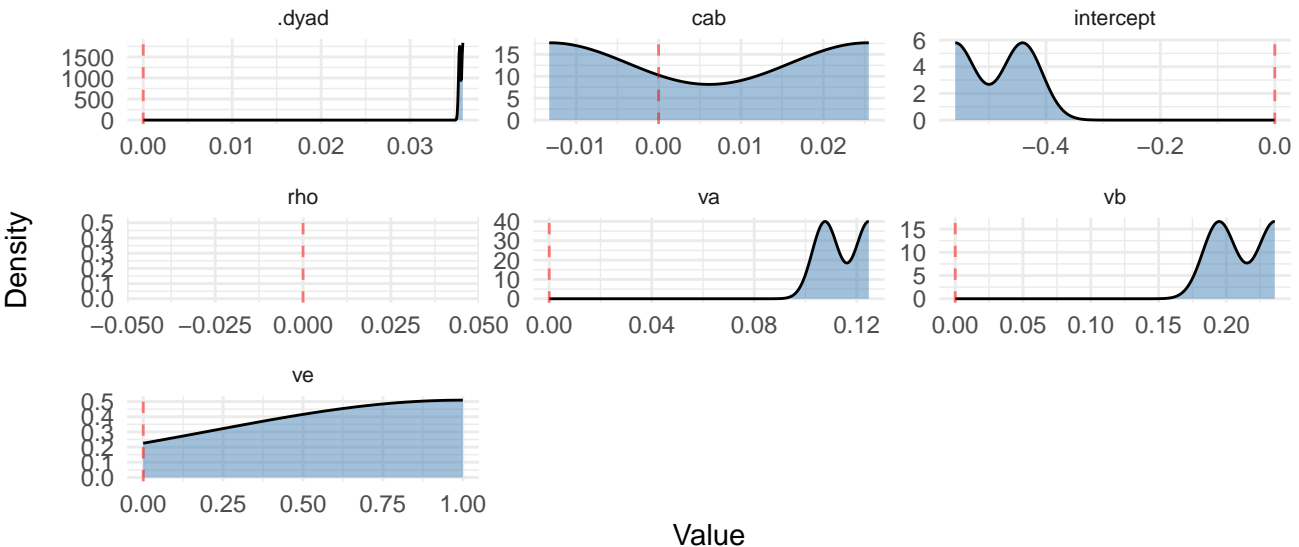 .dyad
cab
intercept
1500
1000
500
0
0.00 0.01 0.02 0.03
15
10
5
0
−0.01 0.00 0.01 0.02
6
4
2
0
−0.4 −0.2 0.0
rho
va
vb
0.5
0.4
0.3
0.2
0.1
0.0
−0.050 −0.025 0.000 0.025 0.050
40
30
20
10
0
0.00 0.04 0.08 0.12
15
10
5
0
0.00 0.05 0.10 0.15 0.20
ve
0.5
0.4
0.3
0.2
0.1
0.0
0.00 0.25 0.50 0.75 1.00
Density
Value